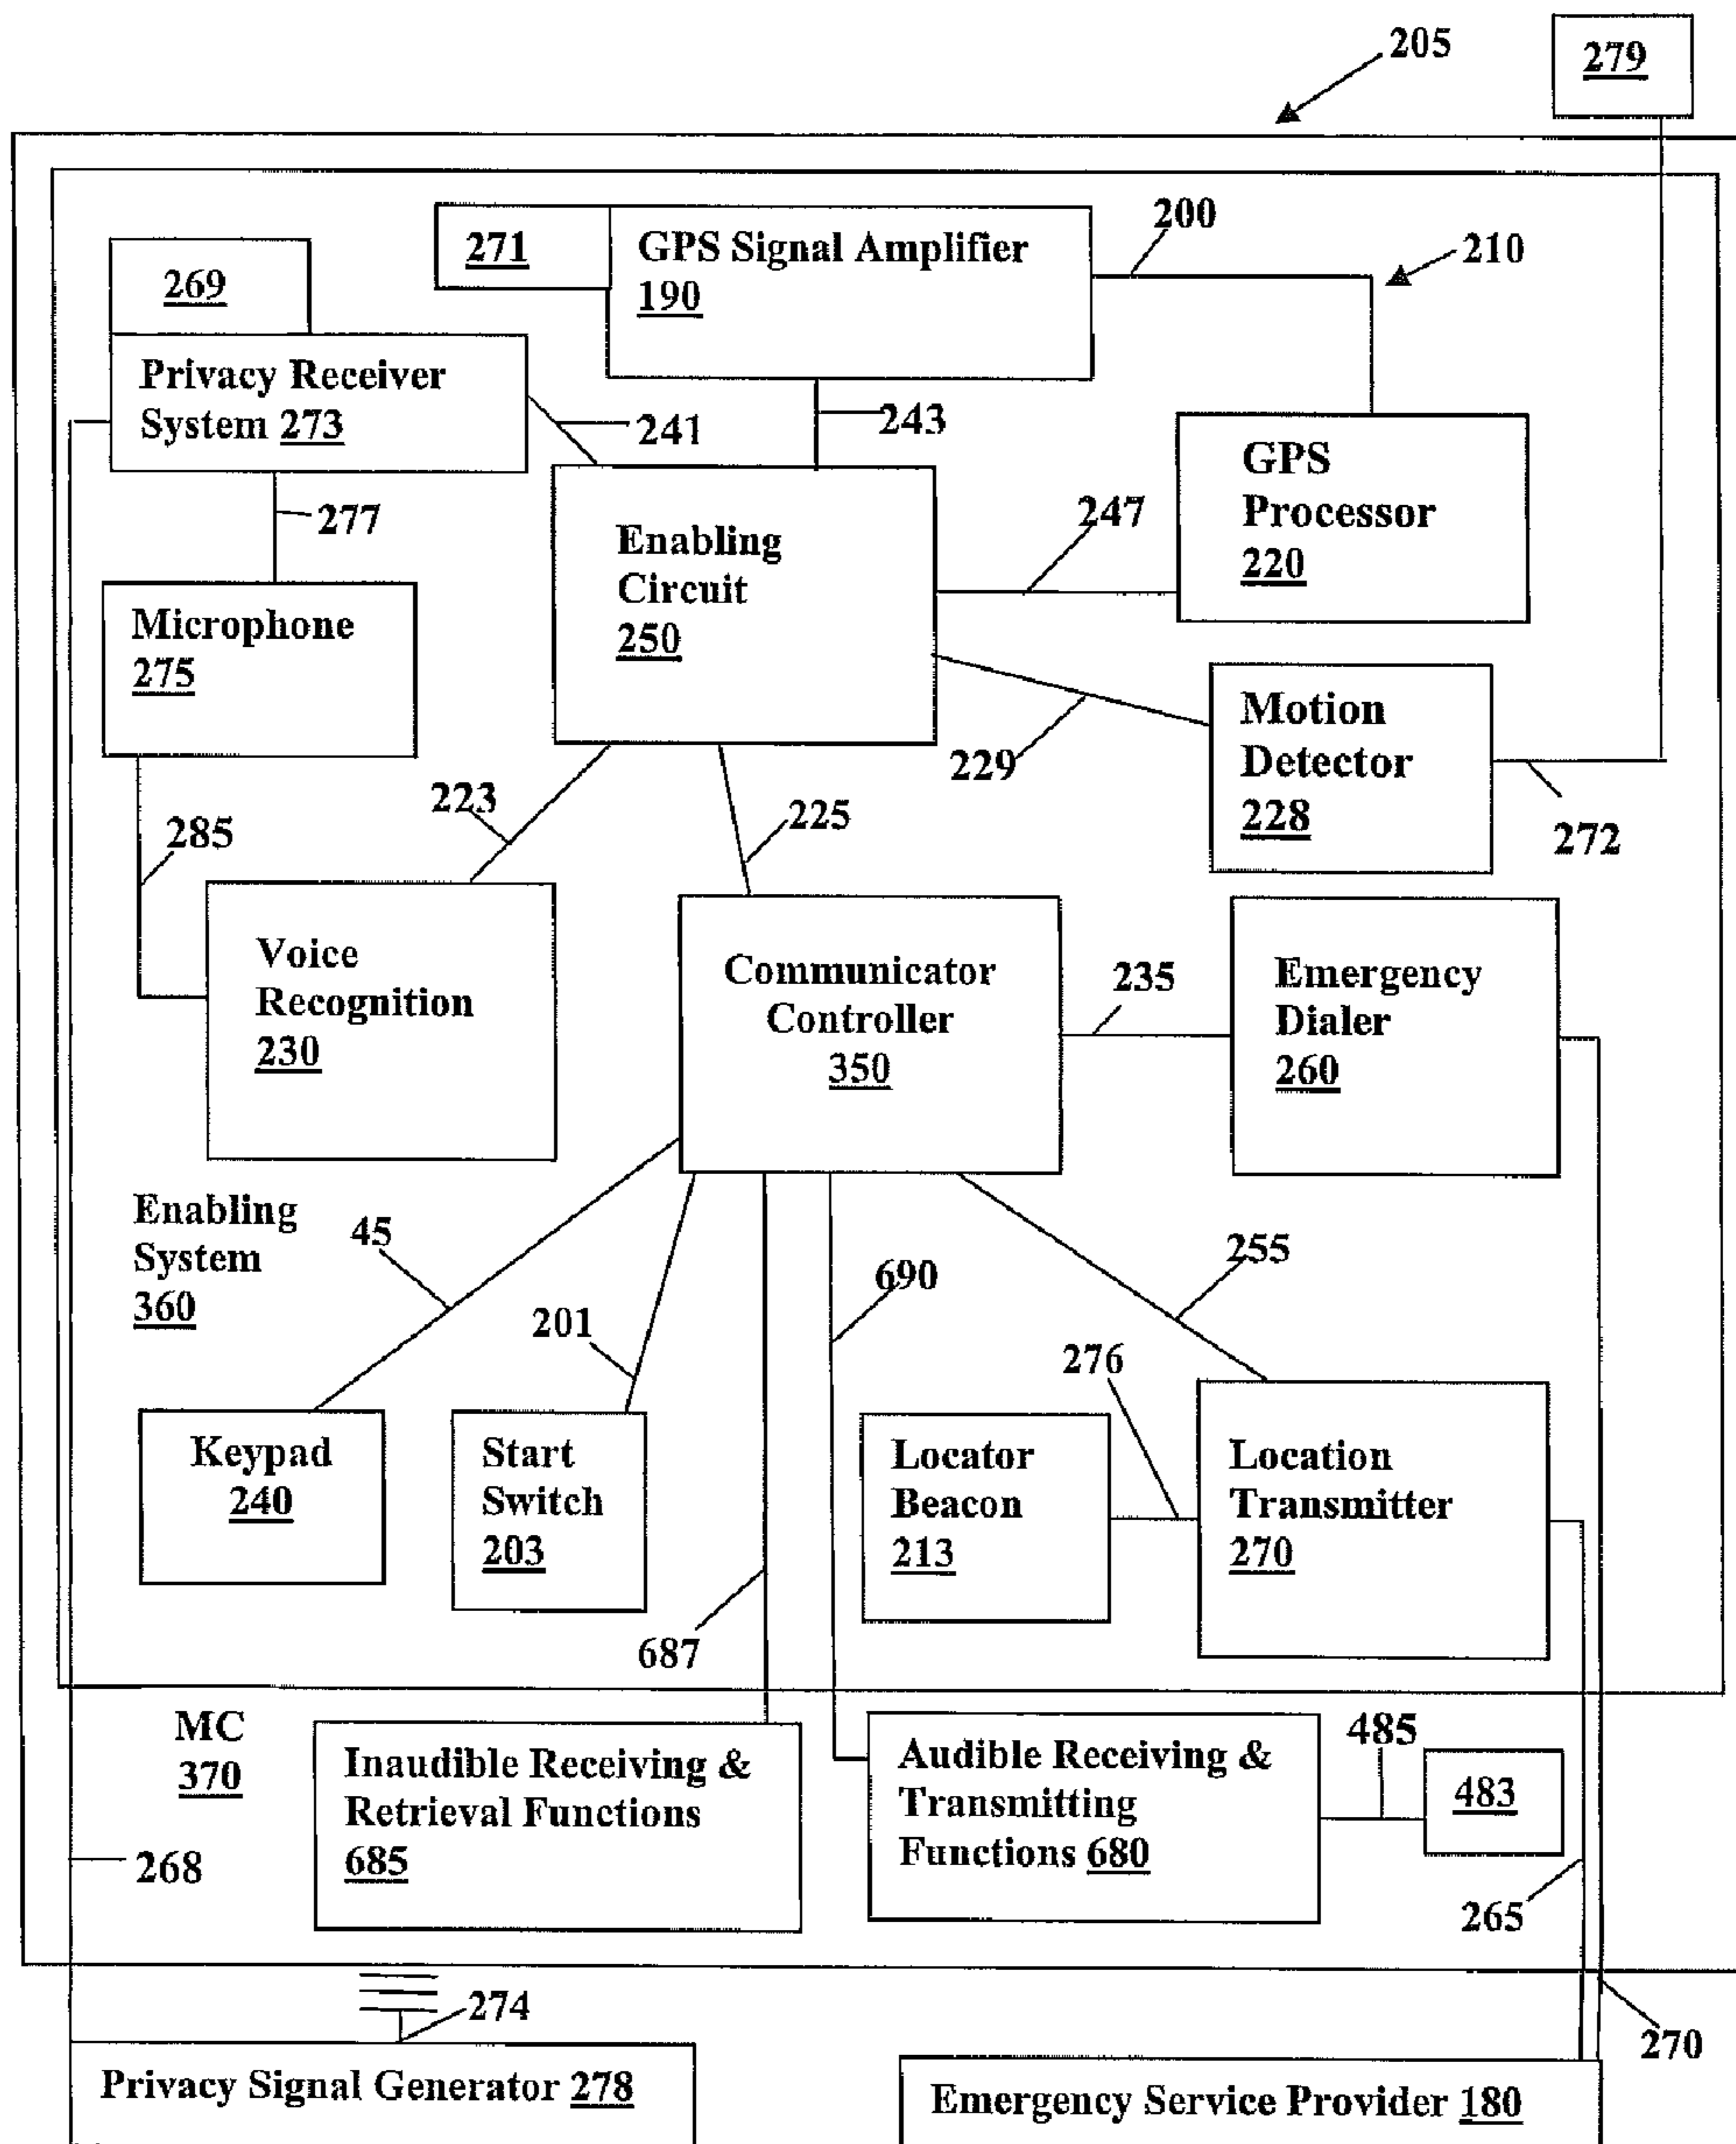 205
279
200
271
GPS Signal Amplifier
190
210
269
Privacy Receiver
System 273
241
243
GPS
Processor
220
277
247
Enabling
Circuit
250
Microphone
275
Motion
Detector
228
229
223
225
285
272
Voice
Recognition
230
Communicator
Controller
350
235
Emergency
Dialer
260
Enabling
System
360
45
201
690
255
276
Keypad
240
Start
Switch
203
Locator
Beacon
213
Location
Transmitter
270
687
MC
370
Inaudible Receiving &
Retrieval Functions
685
Audible Receiving &
Transmitting
Functions 680
485
483
268
265
274
270
Privacy Signal Generator 278
Emergency Service Provider 180